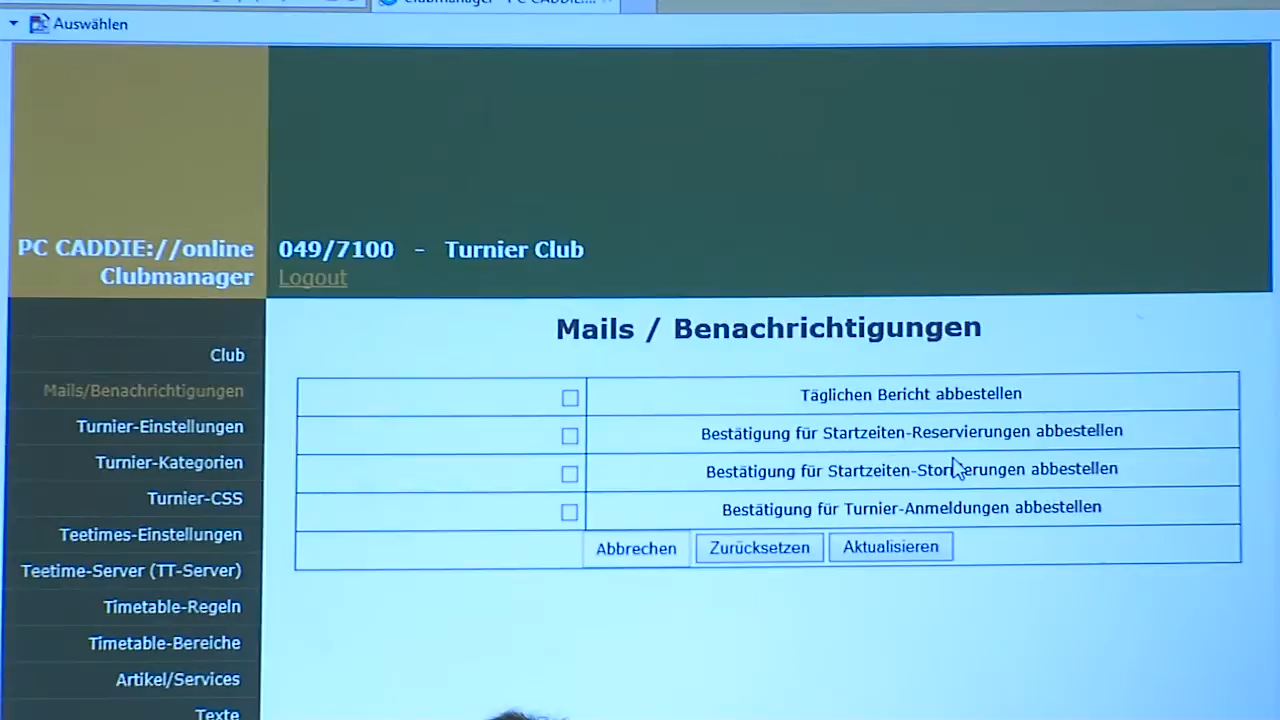 Auswählen
PC CADDIE://online
Clubmanager
049/7100 - Turnier Club
Logout
Mails / Benachrichtigungen
Club
Mails/Benachrichtigungen
Turnier-Einstellungen
Turnier-Kategorien
Turnier-CSS
Teetimes-Einstellungen
Teetime-Server (TT-Server)
Timetable-Regeln
Timetable-Bereiche
Artikel/Services
Texte
Täglichen Bericht abbestellen
Bestätigung für Startzeiten-Reservierungen abbestellen
Bestätigung für Startzeiten-Stornierungen abbestellen
Bestätigung für Turnier-Anmeldungen abbestellen
Abbrechen
Zurücksetzen
Aktualisieren